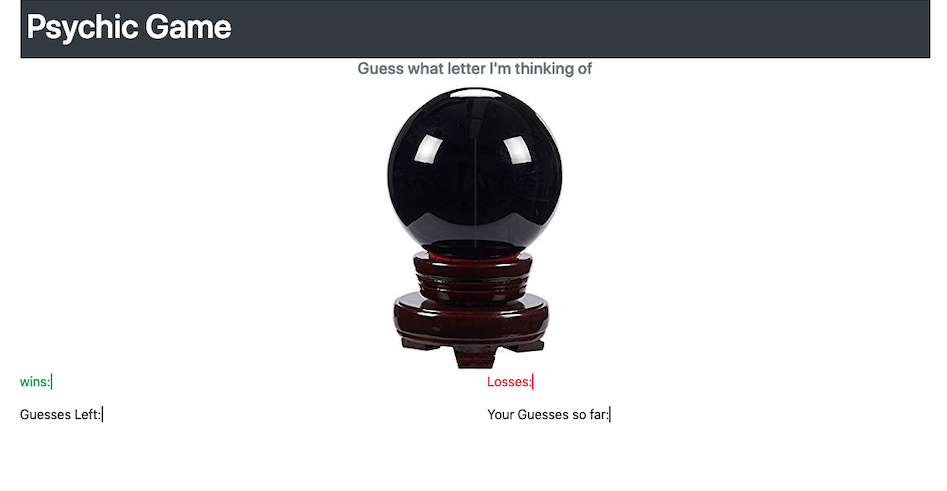 Psychic Game
Guess what letter I'm thinking of
wins:|
Losses:|
Guesses Left:|
Your Guesses so far:|